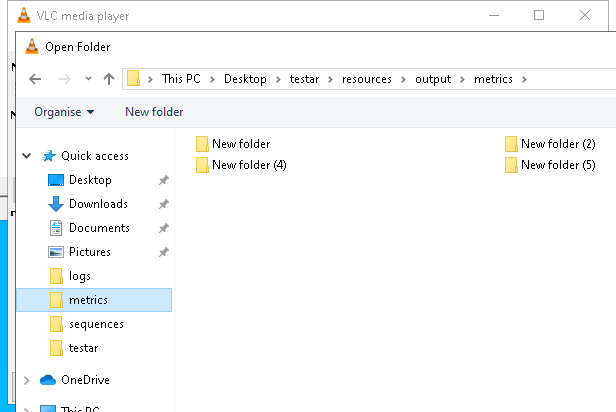 VLC media player
Open Folder
This PC > Desktop > testar > resources > output > metrics >
Organise New folder
New folder New folder (2)
New folder (4) New folder (5)
Quick access
Desktop
Downloads
Documents
Pictures
logs
metrics
sequences
testar
OneDrive
This PC